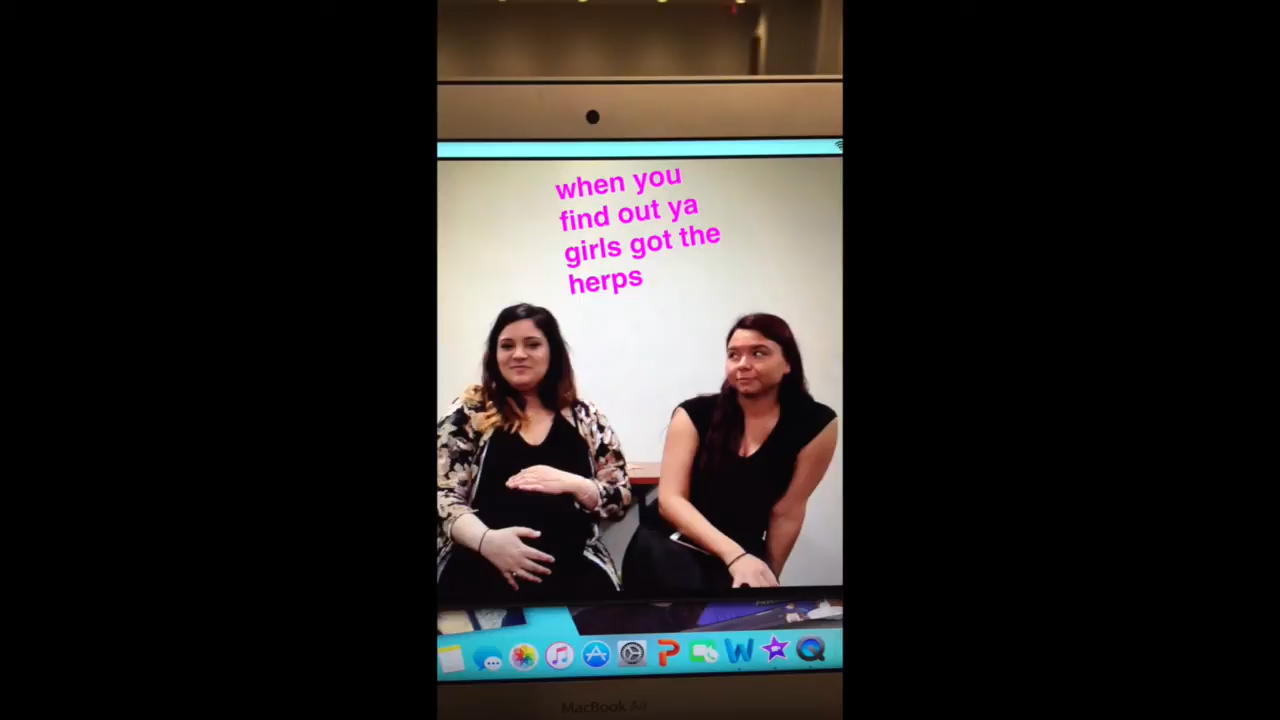 when you
find out ya
girls got the
herps
MacBook Air